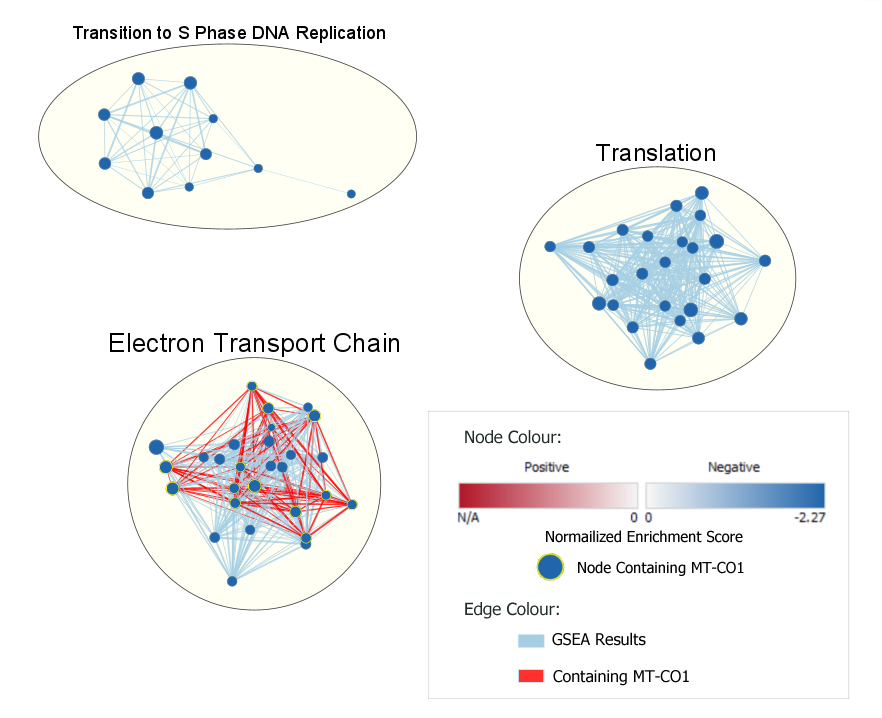 Transition to S Phase DNA Replication
Translation
Electron Transport Chain
Node Colour:
Positive Negative
N/A 0 0 -2.27
Normailized Enrichment Score
Node Containing MT-CO1
Edge Colour:
GSEA Results
Containing MT-CO1